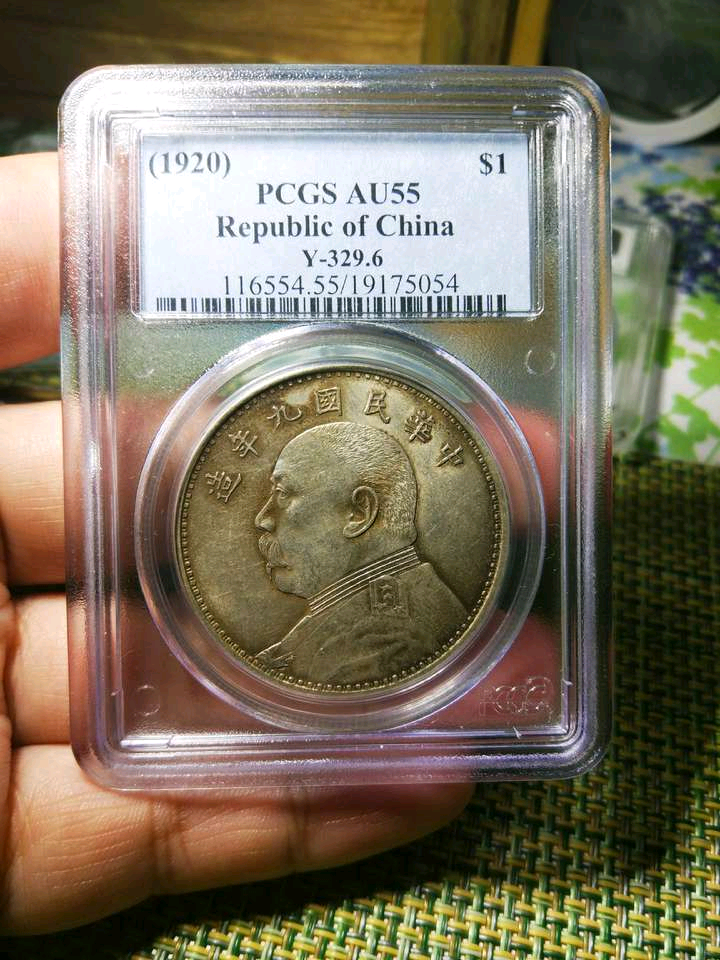 (1920) $1
PCGS AU55
Republic of China
Y-329.6
116554.55/19175054
造年九國民華中
PCGS